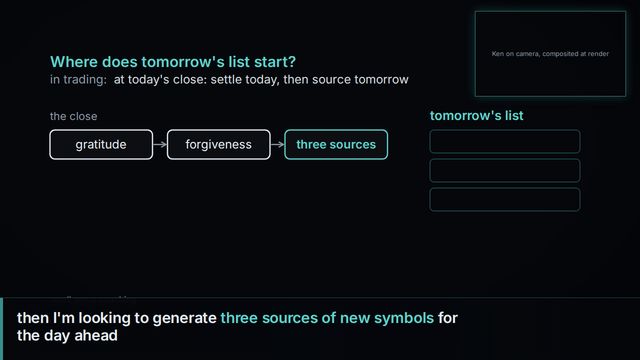 Ken on camera, composited at render
Where does tomorrow's list start?
in trading: at today's close: settle today, then source tomorrow
the close
tomorrow's list
gratitude
forgiveness
three sources
then I'm looking to generate three sources of new symbols for
the day ahead